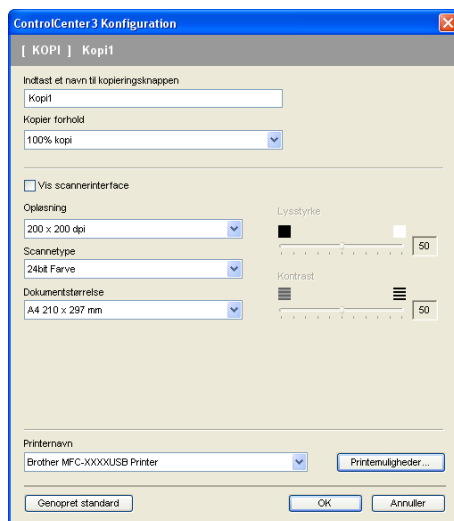 ControlCenter3 Konfiguration
[ KOPI ] Kopi1
Indtast et navn til kopieringsknappen
Kopi1
Kopier forhold
100% kopi
Vis scannerinterface
Opløsning
200 x 200 dpi
Lysstyrke
50
Scannetype
24bit Farve
Kontrast
50
Dokumentstørrelse
A4 210 x 297 mm
Printernavn
Brother MFC-XXXXUSB Printer
Printemuligheder...
Genopret standard
OK
Annuller